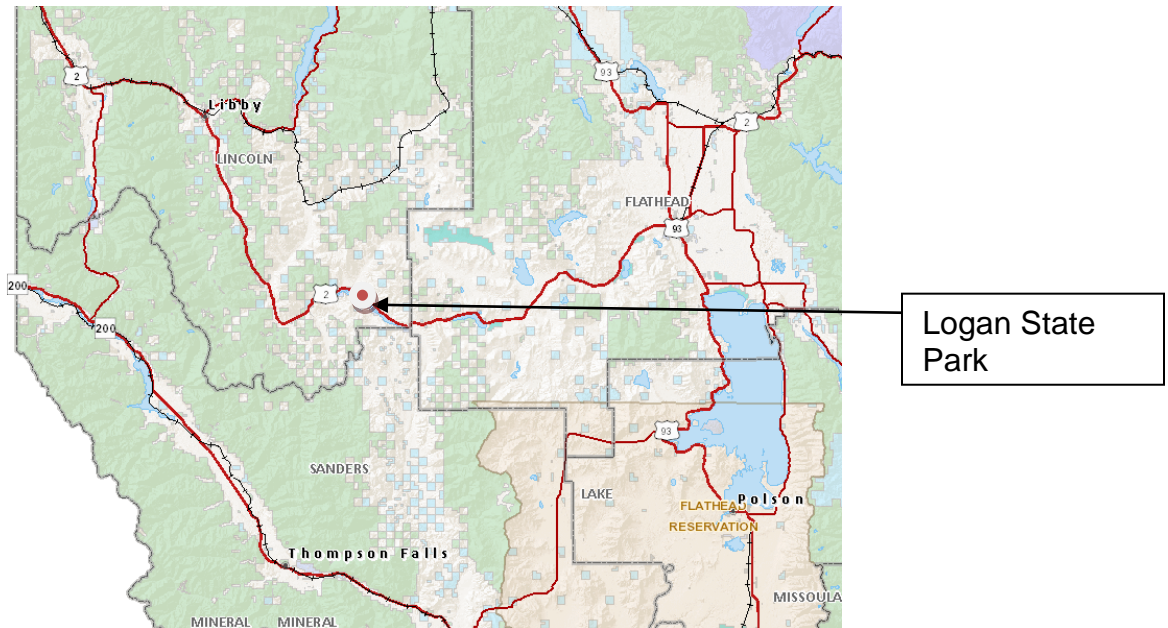 93
2
2
Libby
LINCOLN
FLATHEAD
93
200
2
200
Logan State
Park
93
SANDERS
LAKE
Polson
FLATHEAD
RESERVATION
Thompson Falls
MISSOULA
MINERAL
MINERAL